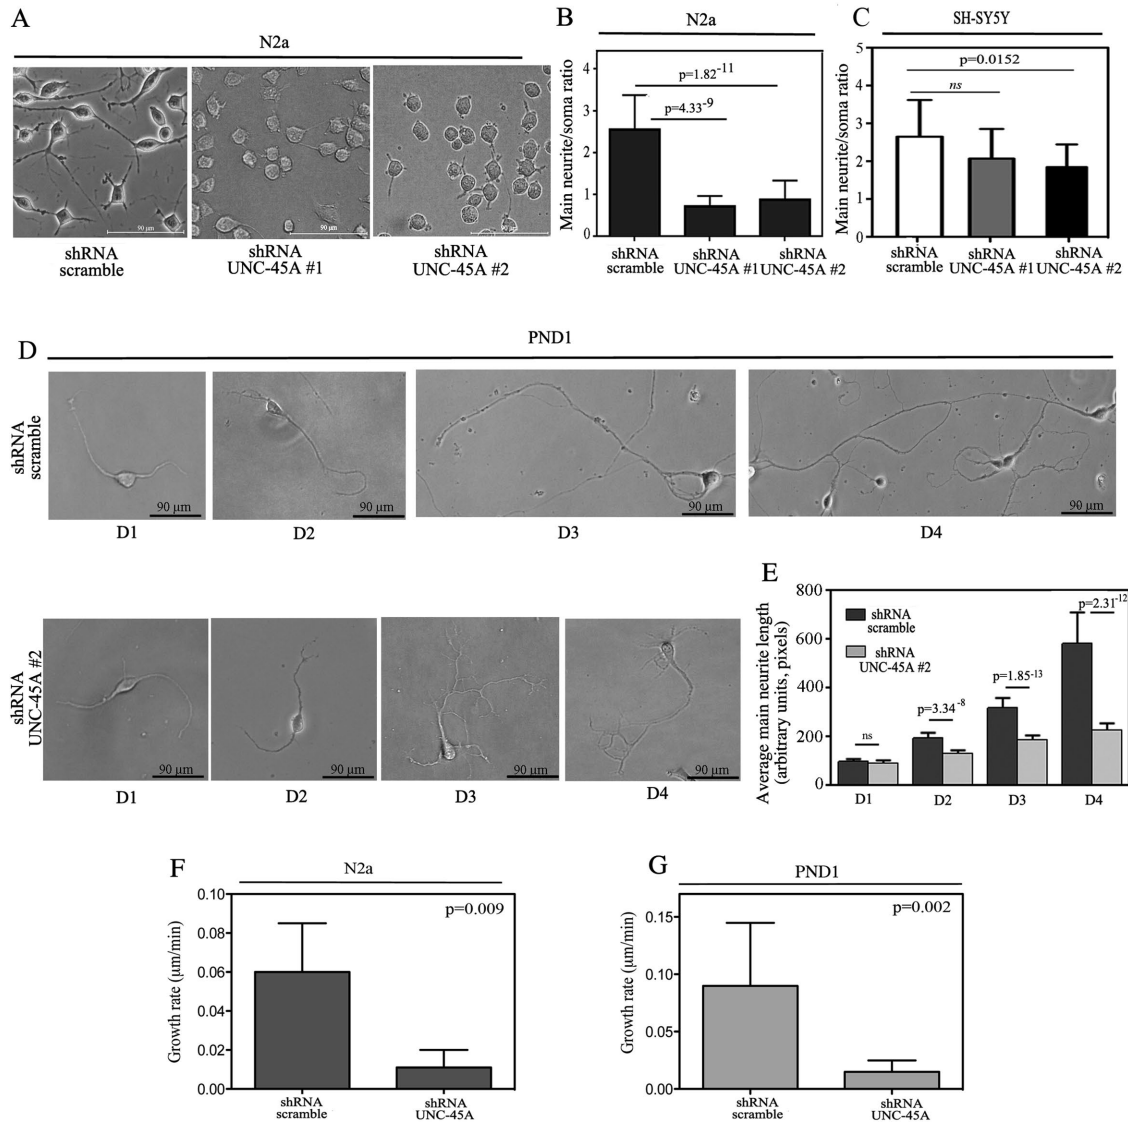 A
N2a
90 µm
90 µm
90 µm
shRNA
scramble
shRNA
UNC-45A #1
shRNA
UNC-45A #2
B
N2a
Main neurite/soma ratio
4
3
2
1
0
p=1.82-11
p=4.33-9
shRNA
scramble
shRNA
UNC-45A #1
shRNA
UNC-45A #2
C
SH-SY5Y
Main neurite/soma ratio
5
4
3
2
1
0
p=0.0152
ns
shRNA
scramble
shRNA
UNC-45A #1
shRNA
UNC-45A #2
D
PND1
shRNA
scramble
90 µm
90 µm
90 µm
90 µm
D1
D2
D3
D4
shRNA
UNC-45A #2
90 µm
90 µm
90 µm
90 µm
D1
D2
D3
D4
E
Average main neurite length
(arbitrary units, pixels)
800
600
400
200
0
shRNA
scramble
shRNA
UNC-45A #2
ns
p=3.34-8
p=1.85-13
p=2.31-12
D1
D2
D3
D4
F
N2a
Growth rate (µm/min)
0.10
0.08
0.06
0.04
0.02
0.00
p=0.009
shRNA
scramble
shRNA
UNC-45A
G
PND1
Growth rate (µm/min)
0.15
0.10
0.05
0.00
p=0.002
shRNA
scramble
shRNA
UNC-45A